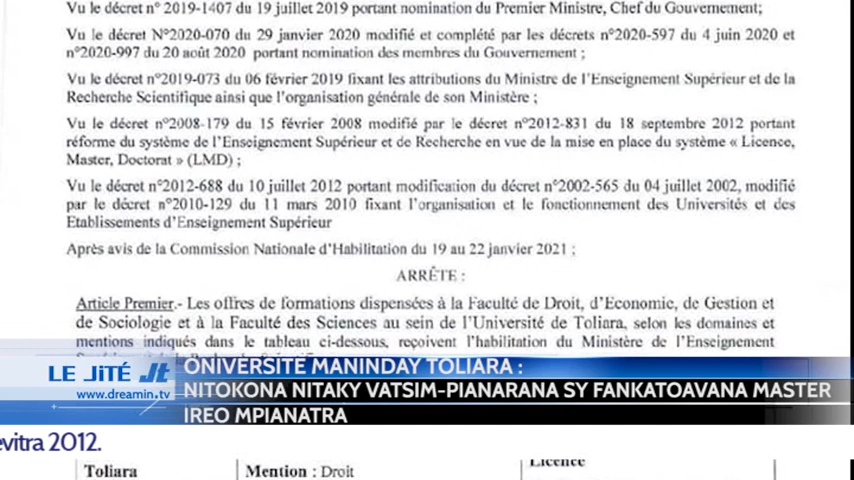 Vu le décret n° 2019-1407 du 19 juillet 2019 portant nomination du Premier Ministre, Chef du Gouvernement;
Vu le décret N°2020-070 du 29 janvier 2020 modifié et complété par les décrets n°2020-597 du 4 juin 2020 et
n°2020-997 du 20 août 2020 portant nomination des membres du Gouvernement ;
Vu le décret n°2019-073 du 06 février 2019 fixant les attributions du Ministre de l'Enseignement Supérieur et de la
Recherche Scientifique ainsi que l'organisation générale de son Ministère ;
Vu le décret n°2008-179 du 15 février 2008 modifié par le décret n°2012-831 du 18 septembre 2012 portant
réforme du système de l'Enseignement Supérieur et de Recherche en vue de la mise en place du système « Licence,
Master, Doctorat » (LMD) ;
Vu le décret n°2012-688 du 10 juillet 2012 portant modification du décret n°2002-565 du 04 juillet 2002, modifié
par le décret n°2010-129 du 11 mars 2010 fixant l'organisation et le fonctionnement des Universités et des
Etablissements d'Enseignement Supérieur
Après avis de la Commission Nationale d'Habilitation du 19 au 22 janvier 2021 ;
ARRÊTE :
Article Premier.- Les offres de formations dispensées à la Faculté de Droit, d'Economie, de Gestion et
de Sociologie et à la Faculté des Sciences au sein de l'Université de Toliara, selon les domaines et
mentions indiqués dans le tableau ci-dessous, reçoivent l'habilitation du Ministère de l'Enseignement
LE JiTÉ Jt
www.dreamin.tv
ONIVERSITE MANINDAY TOLIARA :
NITOKONA NITAKY VATSIM-PIANARANA SY FANKATOAVANA MASTER
IREO MPIANATRA
evitra 2012.
Toliara
Mention : Droit
Licence